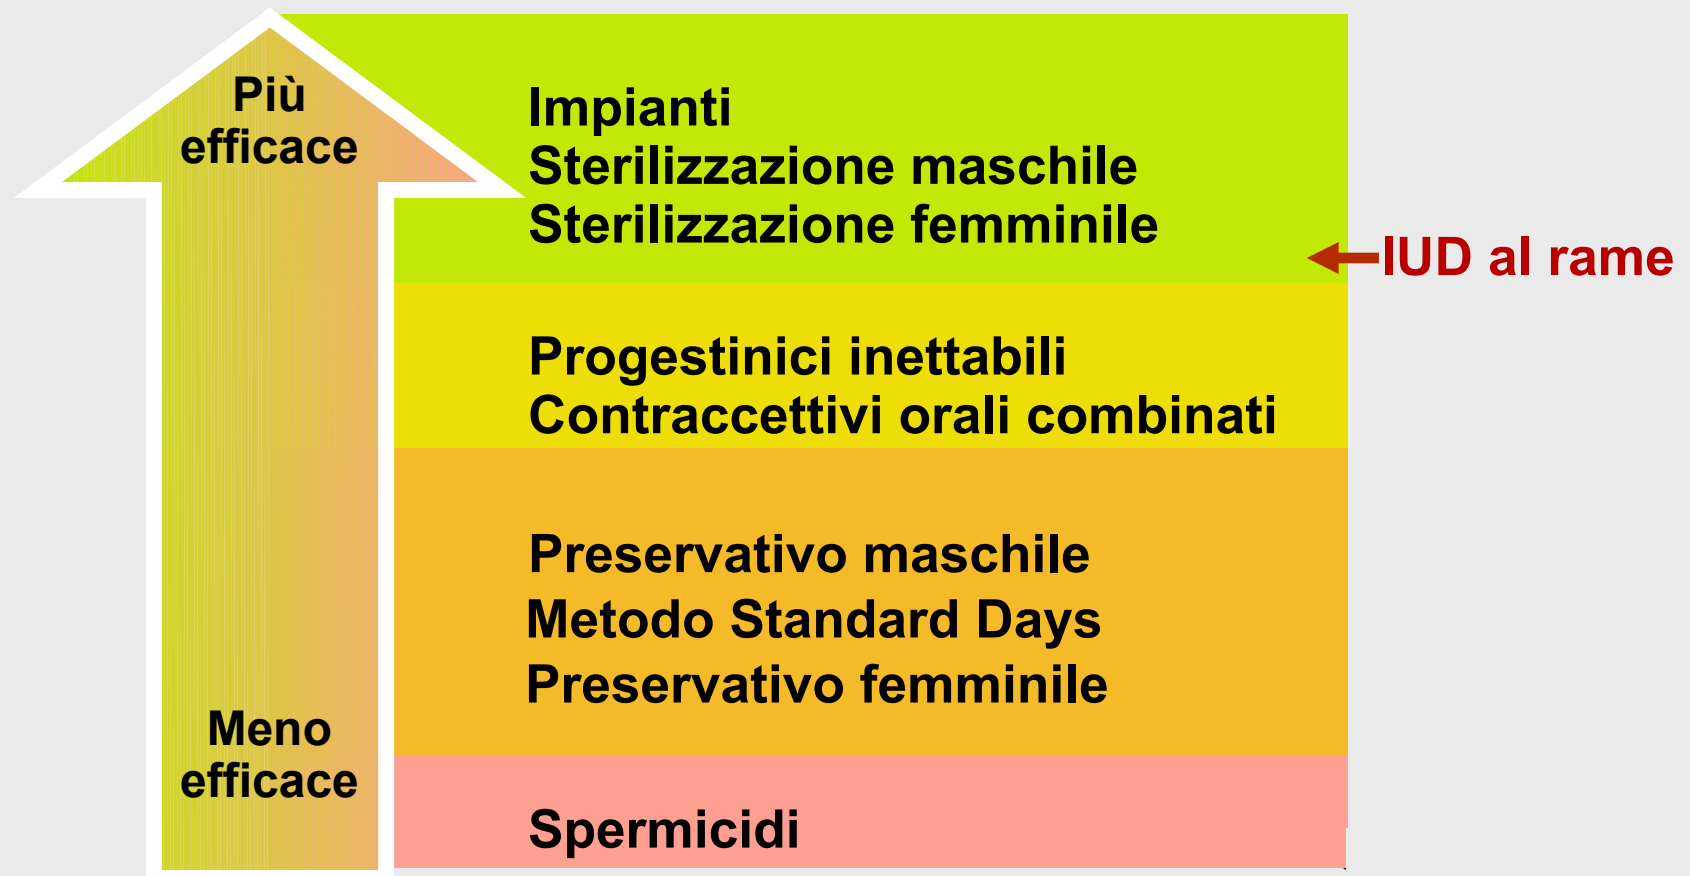 Più
efficace
Impianti
Sterilizzazione maschile
Sterilizzazione femminile
IUD al rame
Progestinici inettabili
Contraccettivi orali combinati
Preservativo maschile
Metodo Standard Days
Preservativo femminile
Meno
efficace
Spermicidi